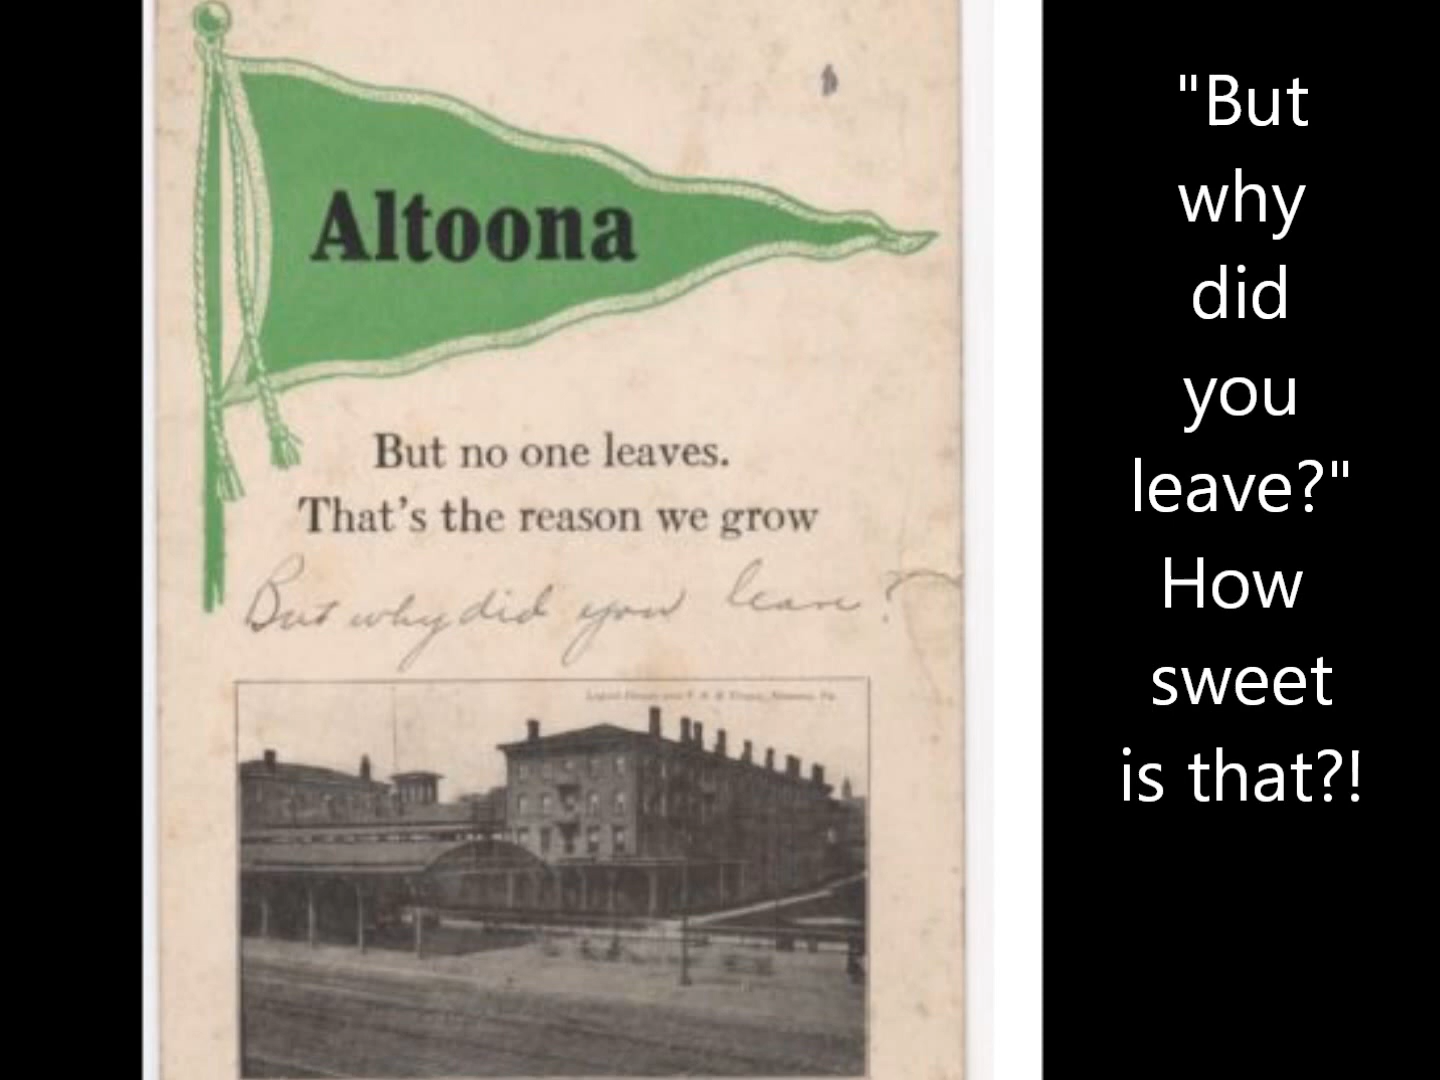 Altoona
But no one leaves.
That's the reason we grow
But why did you leave?
"But
why
did
you
leave?"
How
sweet
is that?!